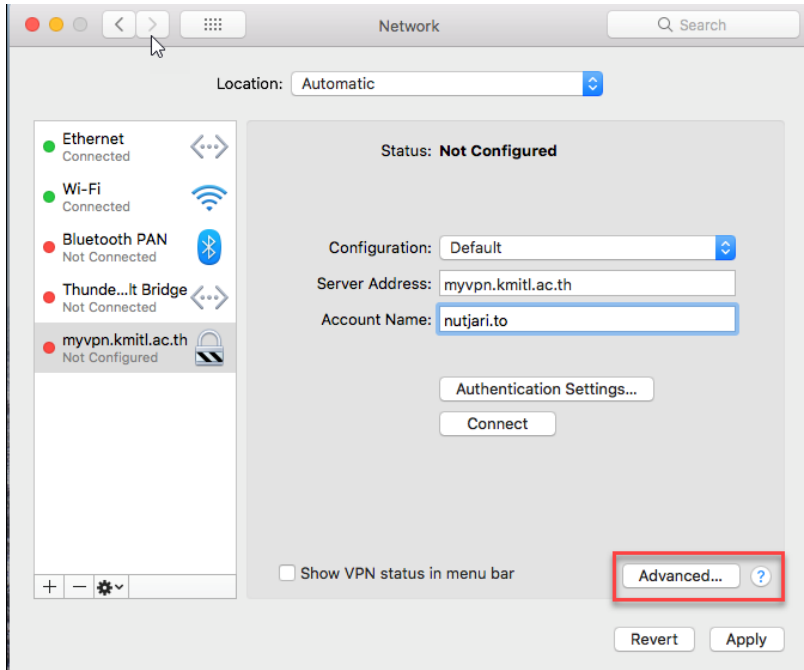 Network
Search
Location: Automatic
Ethernet
Connected
Wi-Fi
Connected
Bluetooth PAN
Not Connected
Thunde...lt Bridge
Not Connected
myvpn.kmitl.ac.th
Not Configured
Status: Not Configured
Configuration: Default
Server Address: myvpn.kmitl.ac.th
Account Name: nutjari.to
Authentication Settings...
Connect
Show VPN status in menu bar
Advanced... ?
Revert Apply